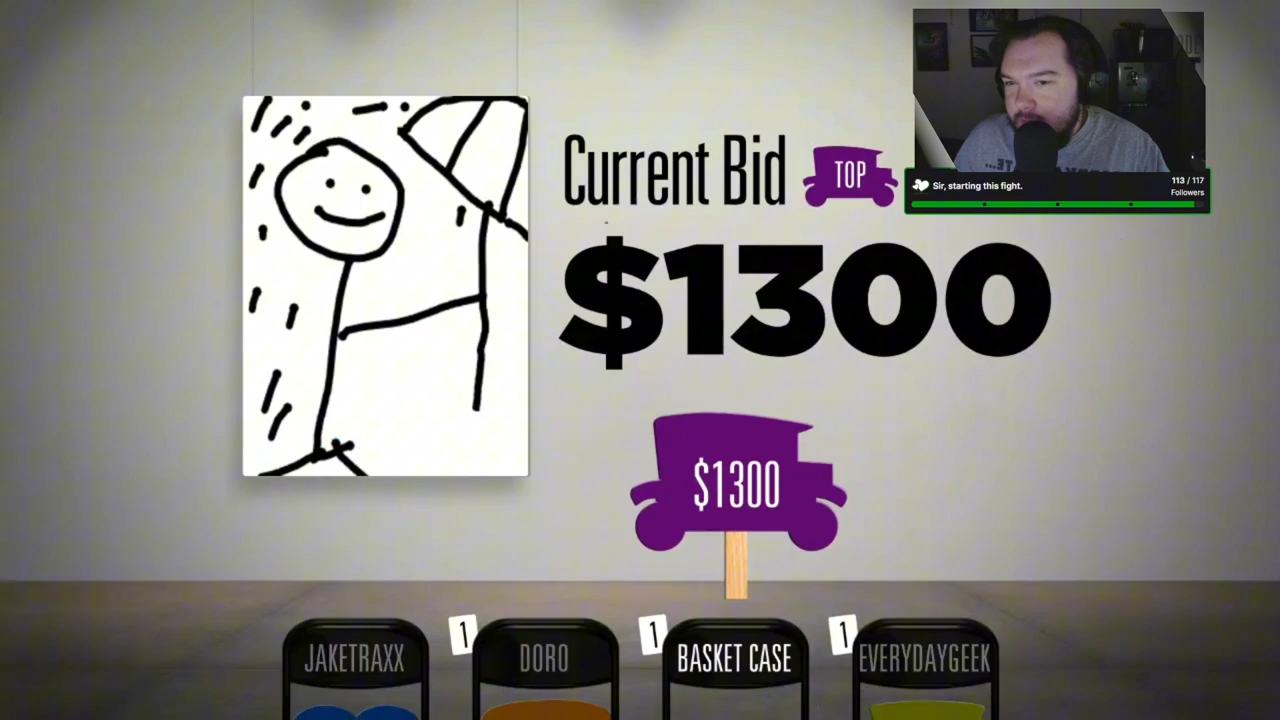 Current Bid
TOP
$1300
$1300
Sir, starting this fight.
113 / 117
Followers
JAKETRAXX
1
DORO
1
BASKET CASE
1
EVERYDAYGEEK